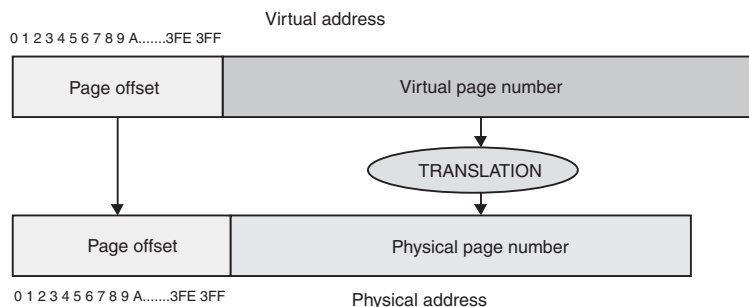 Virtual address
0 1 2 3 4 5 6 7 8 9 A.......3FE 3FF
Page offset
Virtual page number
TRANSLATION
Page offset
Physical page number
0 1 2 3 4 5 6 7 8 9 A.......3FE 3FF
Physical address